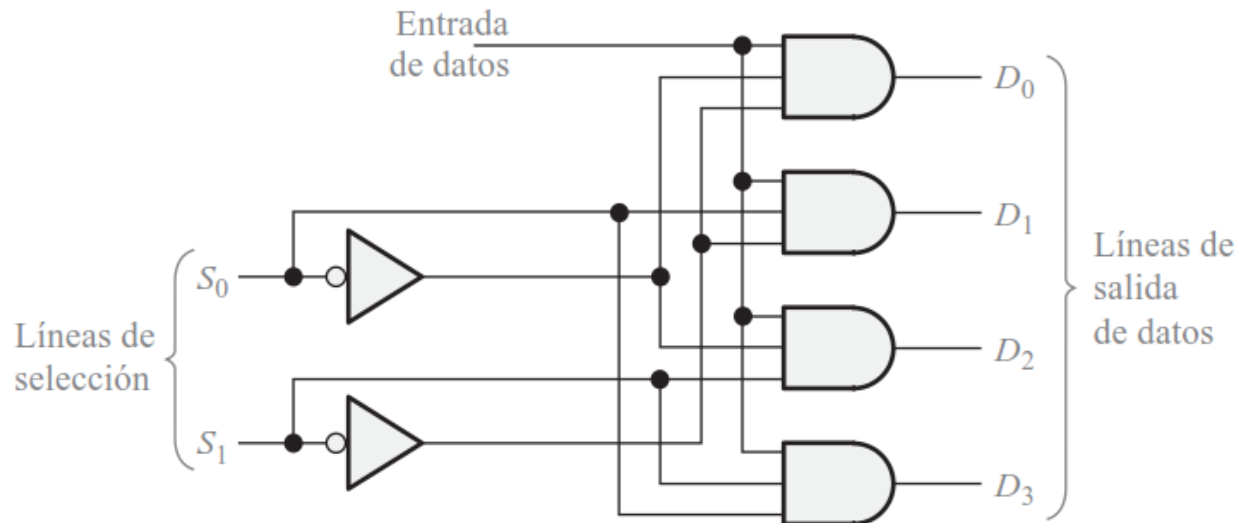 Entrada
de datos
D0
D1
D2
D3
S0
S1
Líneas de
selección
Líneas de
salida
de datos